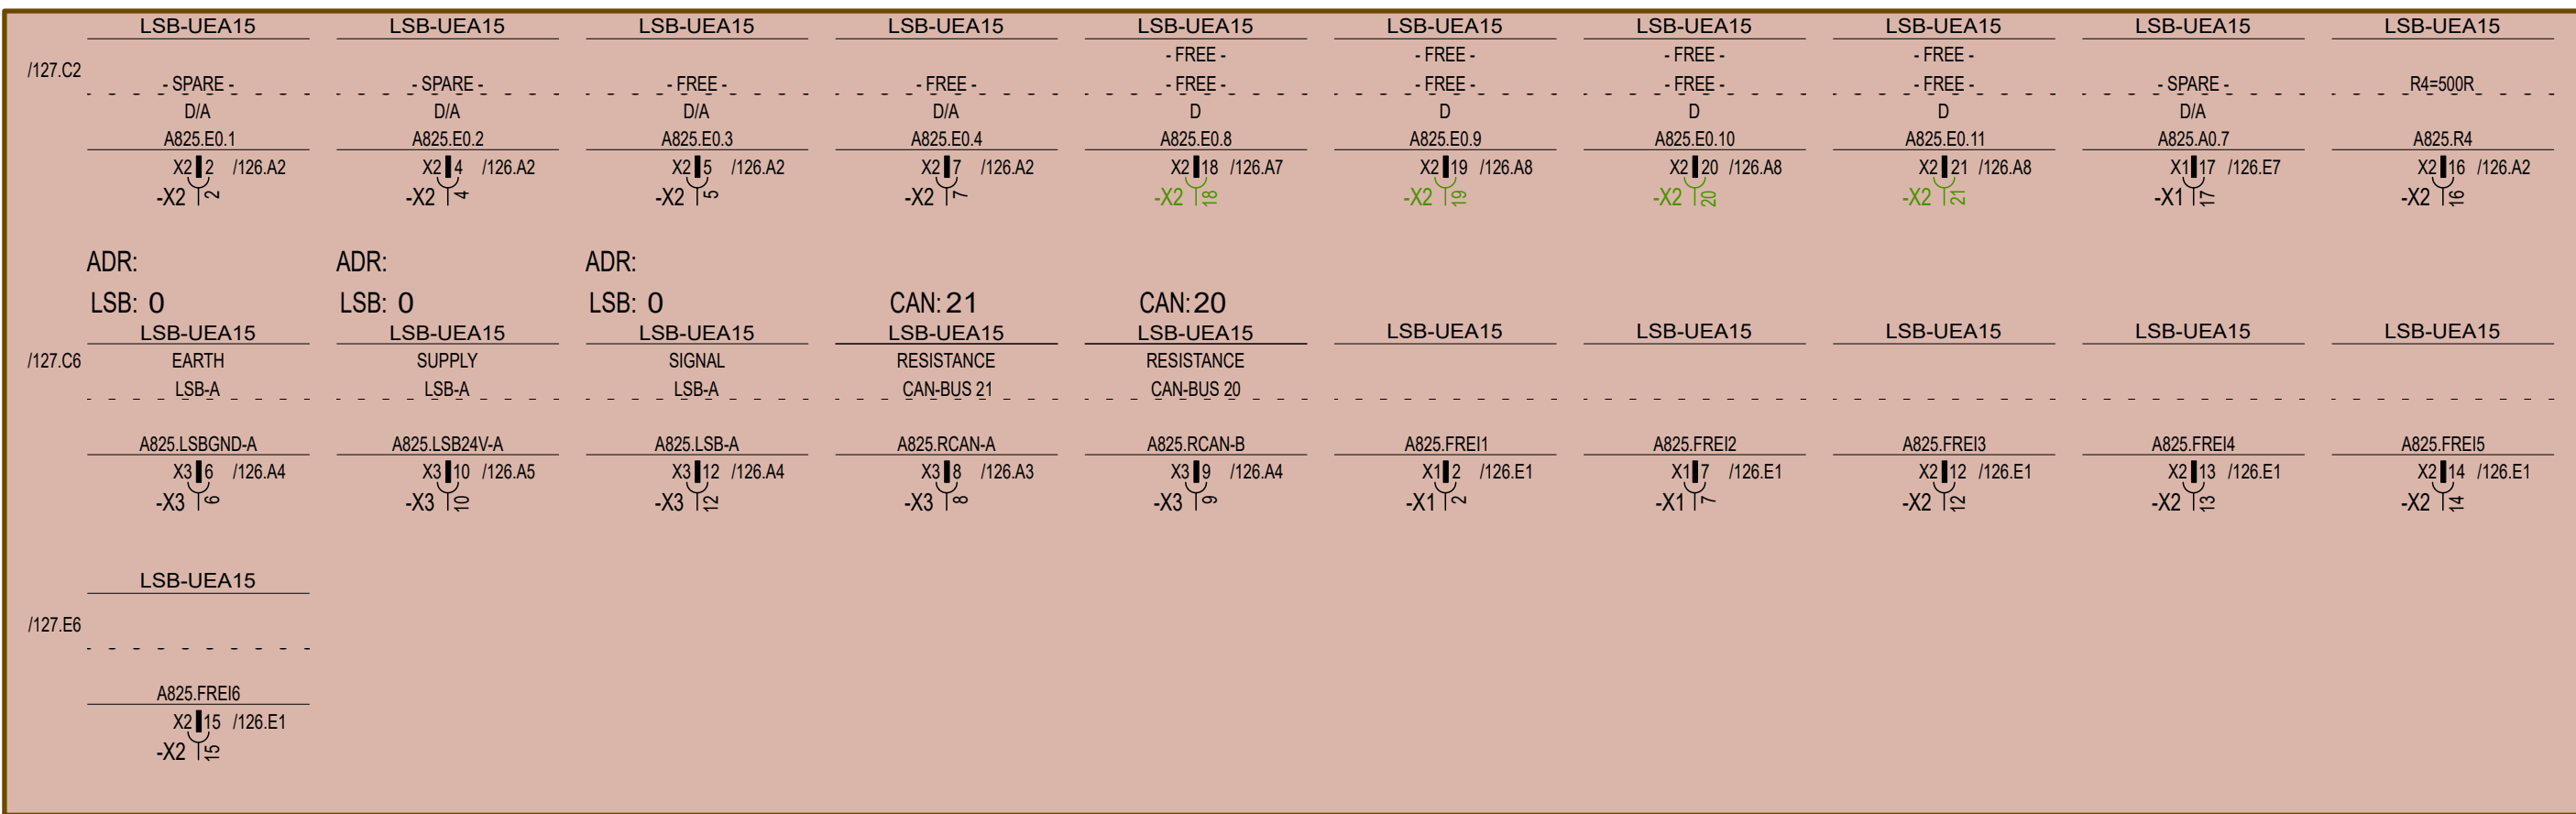 LSB-UEA15 LSB-UEA15 LSB-UEA15 LSB-UEA15 LSB-UEA15 LSB-UEA15 LSB-UEA15 LSB-UEA15 LSB-UEA15 LSB-UEA15
- FREE - - FREE - - FREE - - FREE -
/127.C2
- SPARE - - SPARE - - FREE - - FREE - - FREE - - FREE - - FREE - - FREE - - SPARE - R4=500R
D/A D/A D/A D/A D D D D D/A
A825.E0.1 A825.E0.2 A825.E0.3 A825.E0.4 A825.E0.8 A825.E0.9 A825.E0.10 A825.E0.11 A825.A0.7 A825.R4
X2 2 /126.A2 X2 4 /126.A2 X2 5 /126.A2 X2 7 /126.A2 X2 18 /126.A7 X2 19 /126.A8 X2 20 /126.A8 X2 21 /126.A8 X1 17 /126.E7 X2 16 /126.A2
-X2 2 -X2 4 -X2 5 -X2 7 -X2 18 -X2 19 -X2 20 -X2 21 -X1 17 -X2 16
ADR: ADR: ADR:
LSB: 0 LSB: 0 LSB: 0 CAN: 21 CAN: 20
LSB-UEA15 LSB-UEA15 LSB-UEA15 LSB-UEA15 LSB-UEA15 LSB-UEA15 LSB-UEA15 LSB-UEA15 LSB-UEA15 LSB-UEA15
/127.C6 EARTH SUPPLY SIGNAL RESISTANCE RESISTANCE
LSB-A LSB-A LSB-A CAN-BUS 21 CAN-BUS 20
A825.LSBGND-A A825.LSB24V-A A825.LSB-A A825.RCAN-A A825.RCAN-B A825.FREI1 A825.FREI2 A825.FREI3 A825.FREI4 A825.FREI5
X3 6 /126.A4 X3 10 /126.A5 X3 12 /126.A4 X3 8 /126.A3 X3 9 /126.A4 X1 2 /126.E1 X1 7 /126.E1 X2 12 /126.E1 X2 13 /126.E1 X2 14 /126.E1
-X3 6 -X3 10 -X3 12 -X3 8 -X3 9 -X1 2 -X1 7 -X2 12 -X2 13 -X2 14
LSB-UEA15
/127.E6
A825.FREI6
X2 15 /126.E1
-X2 15